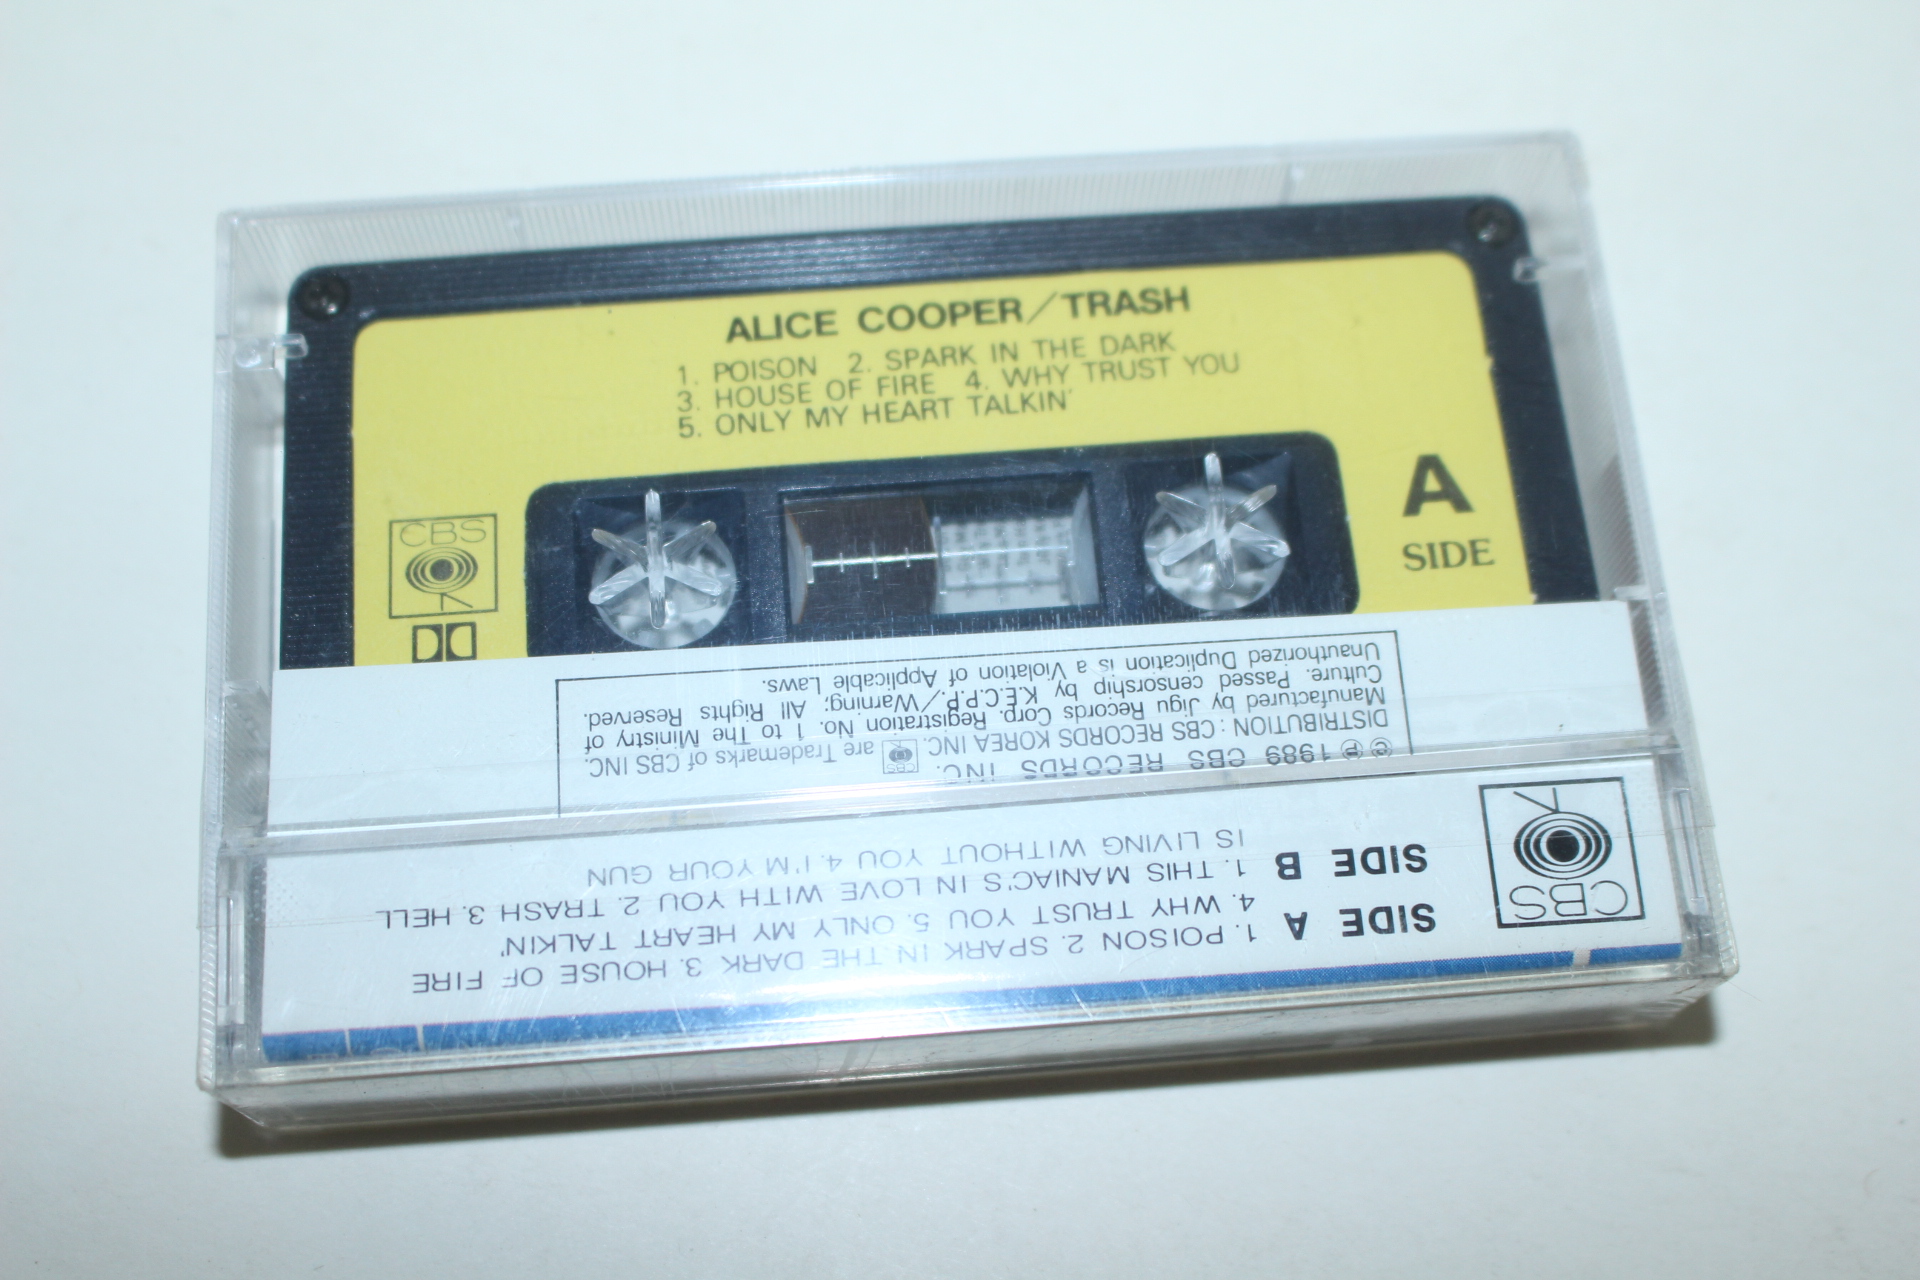 ALICE COOPER/TRASH
1. POISON 2. SPARK IN THE DARK
3. HOUSE OF FIRE 4. WHY TRUST YOU
5. ONLY MY HEART TALKIN'
A
SIDE
CBS
CBS
SIDE A 1. POISON 2. SPARK IN THE DARK 3. HOUSE OF FIRE
4. WHY TRUST YOU 5. ONLY MY HEART TALKIN'
SIDE B 1. THIS MANIAC'S IN LOVE WITH YOU 2. TRASH 3. HELL
IS LIVING WITHOUT YOU 4. I'M YOUR GUN
© ℗ 1989 CBS RECORDS INC. CBS are Trademarks of CBS INC.
DISTRIBUTION : CBS RECORDS KOREA INC.
Manufactured by Jigu Records Corp. Registration No. 1 to The Ministry of
Culture. Passed censorship by K.E.C.P.P./Warning; All Rights Reserved.
Unauthorized Duplication is a Violation of Applicable Laws.